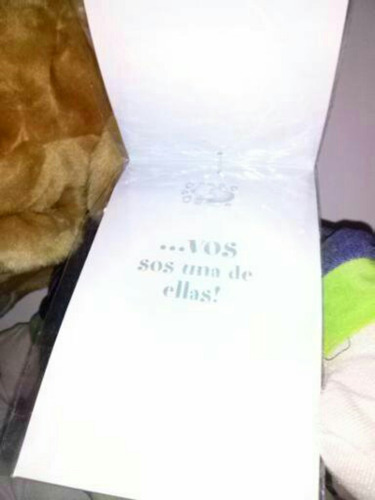 ...VOS
sos una de
ellas!